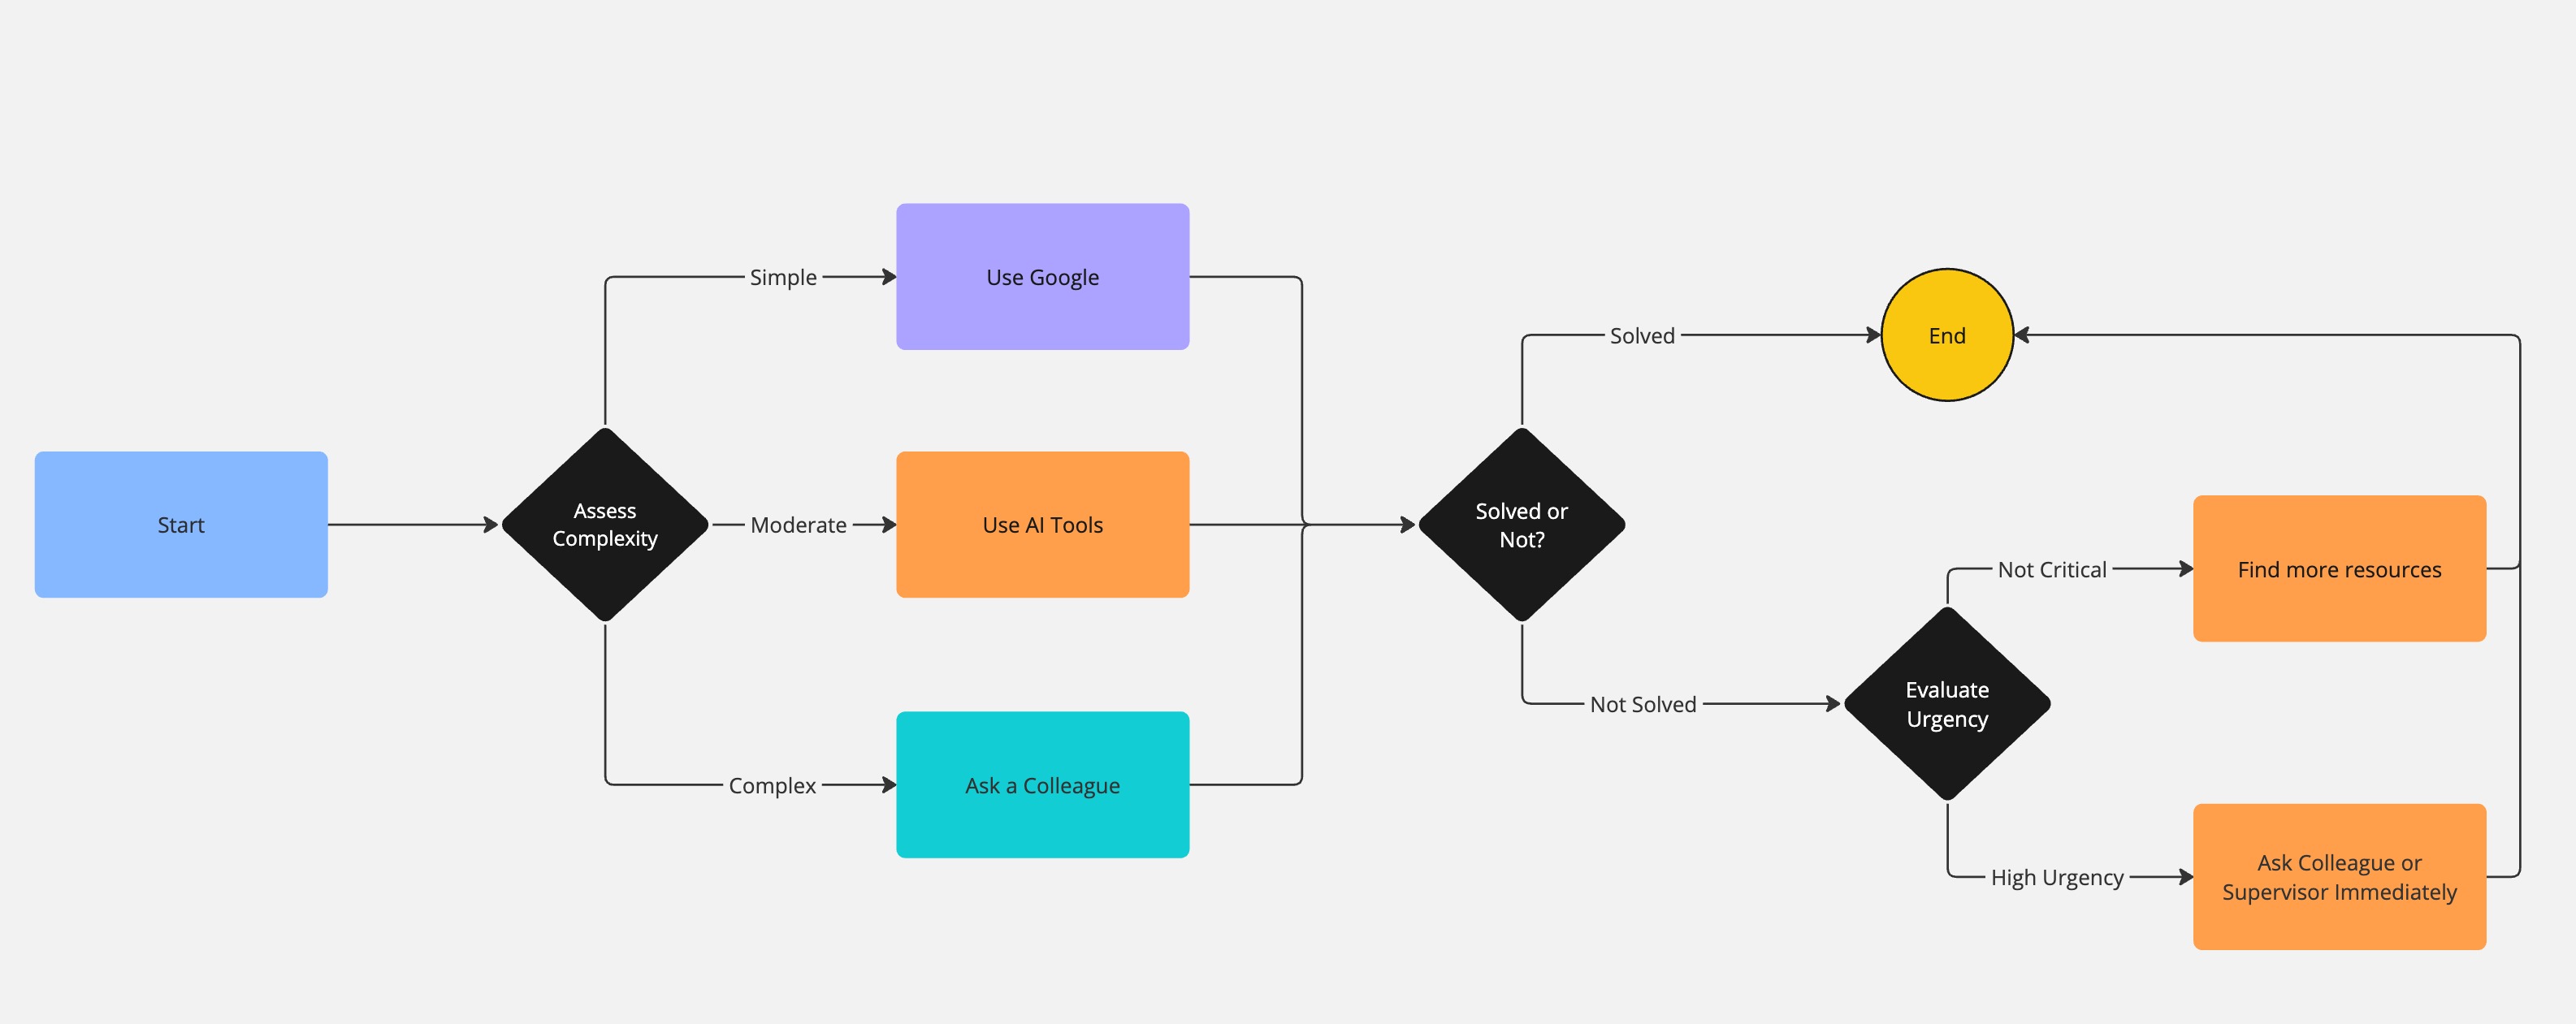 Start
Assess
Complexity
Simple
Use Google
Moderate
Use AI Tools
Complex
Ask a Colleague
Solved or
Not?
Solved
End
Not Solved
Evaluate
Urgency
Not Critical
Find more resources
High Urgency
Ask Colleague or
Supervisor Immediately